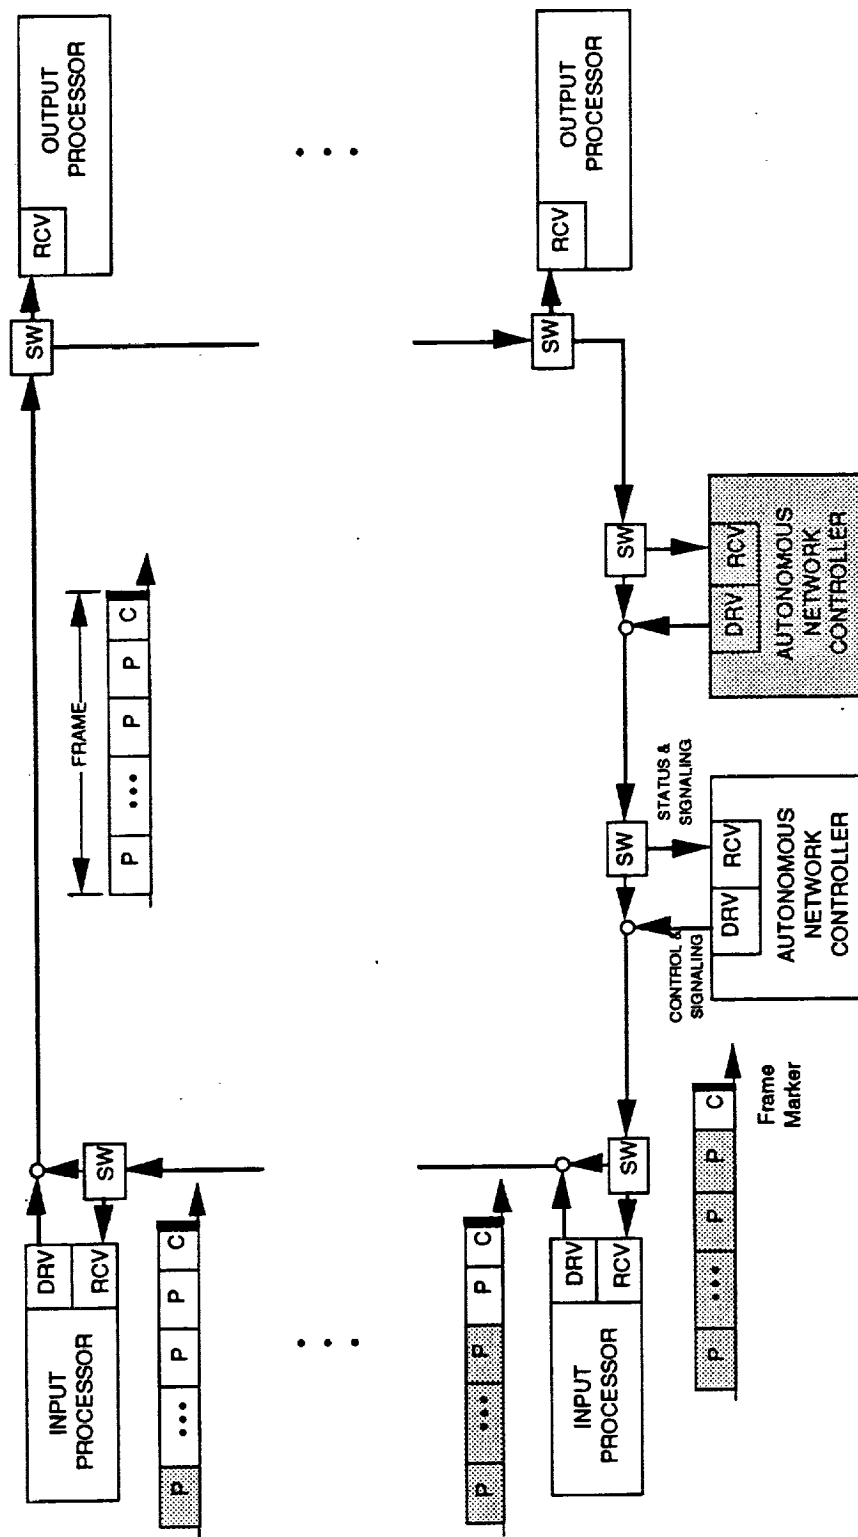 INPUT
PROCESSOR
DRV
RCV
SW
P
•••
P
P
C
FRAME
P
•••
P
P
C
SW
RCV
OUTPUT
PROCESSOR
• • •
• • •
P
•••
P
P
C
INPUT
PROCESSOR
DRV
RCV
SW
CONTROL &
SIGNALING
SW
STATUS &
SIGNALING
SW
SW
RCV
OUTPUT
PROCESSOR
P
•••
P
P
C
Frame
Marker
DRV
RCV
AUTONOMOUS
NETWORK
CONTROLLER
DRV
RCV
AUTONOMOUS
NETWORK
CONTROLLER